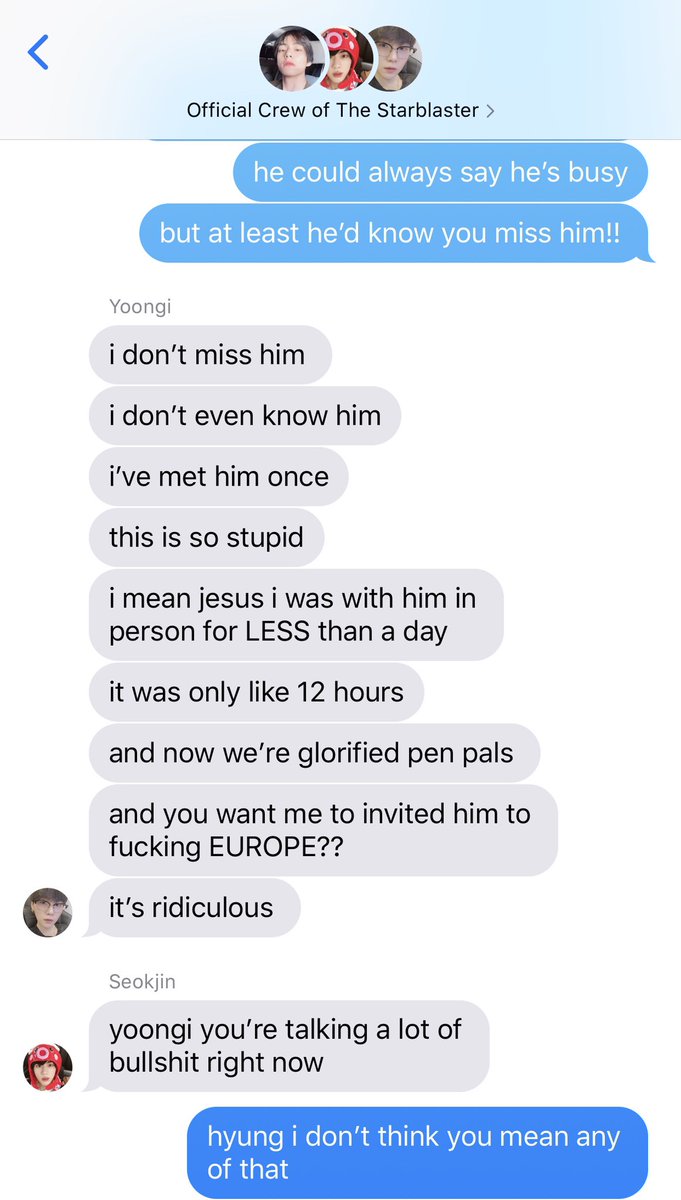 Official Crew of The Starblaster >
he could always say he’s busy
but at least he’d know you miss him!!
Yoongi
i don’t miss him
i don’t even know him
i’ve met him once
this is so stupid
i mean jesus i was with him in
person for LESS than a day
it was only like 12 hours
and now we’re glorified pen pals
and you want me to invited him to
fucking EUROPE??
it’s ridiculous
Seokjin
yoongi you’re talking a lot of
bullshit right now
hyung i don’t think you mean any
of that